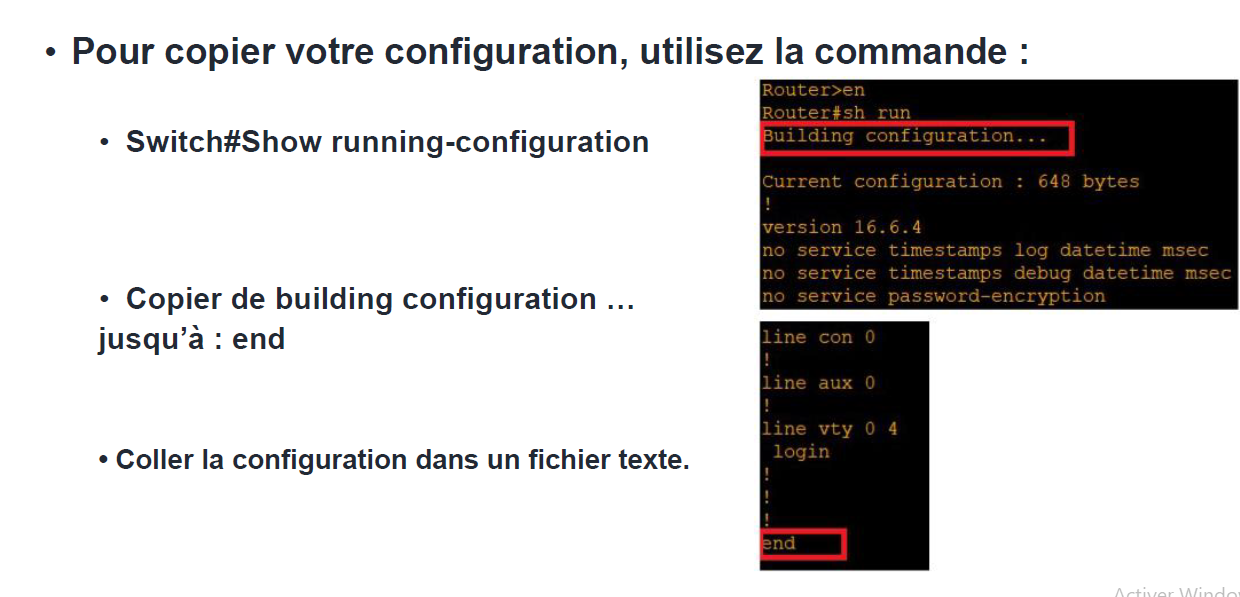 • Pour copier votre configuration, utilisez la commande :
• Switch#Show running-configuration
• Copier de building configuration …
jusqu’à : end
• Coller la configuration dans un fichier texte.
Router>en
Router#sh run
Building configuration...
Current configuration : 648 bytes
!
version 16.6.4
no service timestamps log datetime msec
no service timestamps debug datetime msec
no service password-encryption
line con 0
!
line aux 0
!
line vty 0 4
login
!
!
!
end
Activer